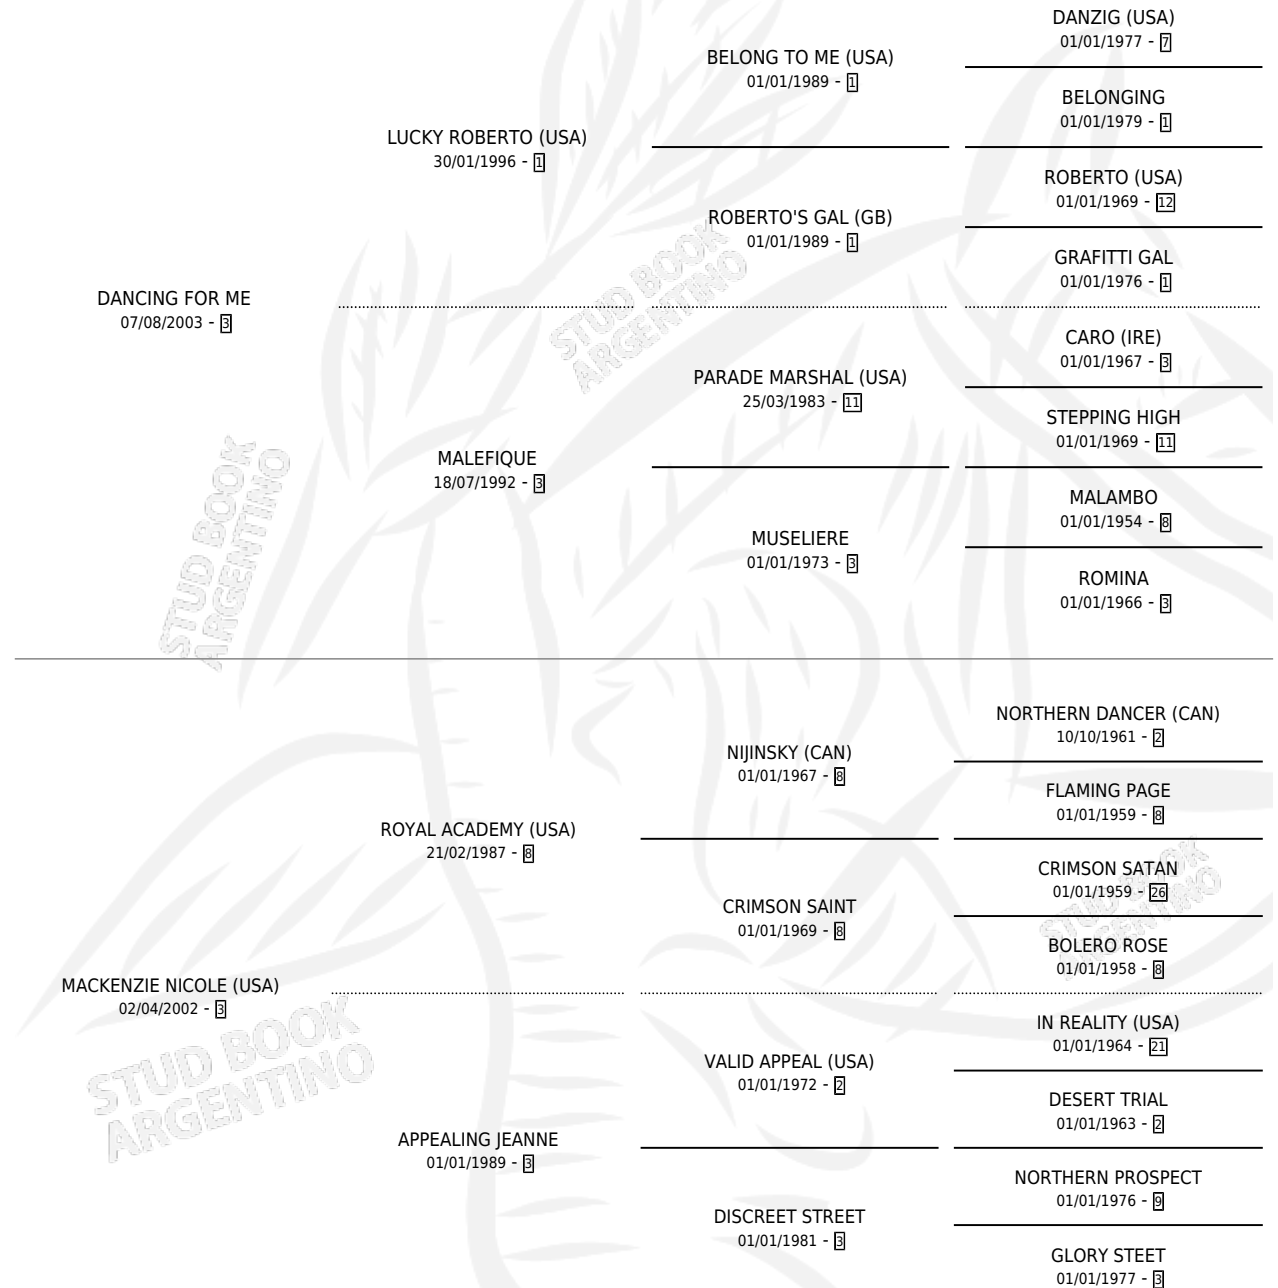 DANZIG (USA)
01/01/1977 - 7
BELONG TO ME (USA)
01/01/1989 - 1
BELONGING
01/01/1979 - 1
LUCKY ROBERTO (USA)
30/01/1996 - 1
ROBERTO (USA)
01/01/1969 - 12
ROBERTO'S GAL (GB)
01/01/1989 - 1
GRAFITTI GAL
01/01/1976 - 1
DANCING FOR ME
07/08/2003 - 3
CARO (IRE)
01/01/1967 - 3
PARADE MARSHAL (USA)
25/03/1983 - 11
STEPPING HIGH
01/01/1969 - 11
MALEFIQUE
18/07/1992 - 3
MALAMBO
01/01/1954 - 8
MUSELIERE
01/01/1973 - 3
ROMINA
01/01/1966 - 3
NORTHERN DANCER (CAN)
10/10/1961 - 2
NIJINSKY (CAN)
01/01/1967 - 8
FLAMING PAGE
01/01/1959 - 8
ROYAL ACADEMY (USA)
21/02/1987 - 8
CRIMSON SATAN
01/01/1959 - 26
CRIMSON SAINT
01/01/1969 - 8
BOLERO ROSE
01/01/1958 - 8
MACKENZIE NICOLE (USA)
02/04/2002 - 3
IN REALITY (USA)
01/01/1964 - 21
VALID APPEAL (USA)
01/01/1972 - 2
DESERT TRIAL
01/01/1963 - 2
APPEALING JEANNE
01/01/1989 - 3
NORTHERN PROSPECT
01/01/1976 - 9
DISCREET STREET
01/01/1981 - 3
GLORY STEET
01/01/1977 - 3
STUD BOOK
ARGENTINO
STUD BOOK
ARGENTINO
STUD BOOK
ARGENTINO
STUD BOOK
ARGENTINO